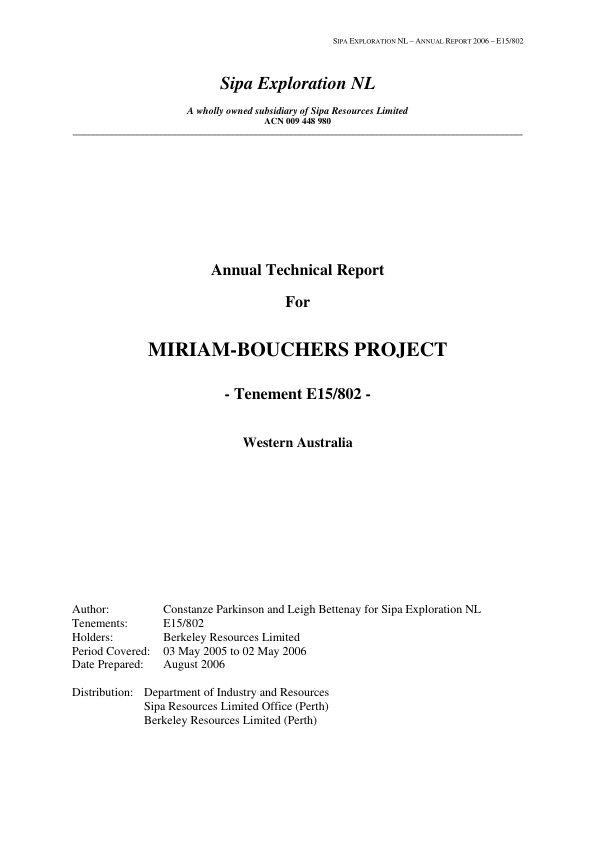 SIPA EXPLORATION NL – ANNUAL REPORT 2006 – E15/802
Sipa Exploration NL
A wholly owned subsidiary of Sipa Resources Limited
ACN 009 448 980
Annual Technical Report
For
MIRIAM-BOUCHERS PROJECT
- Tenement E15/802 -
Western Australia
Author: Constanze Parkinson and Leigh Bettenay for Sipa Exploration NL
Tenements: E15/802
Holders: Berkeley Resources Limited
Period Covered: 03 May 2005 to 02 May 2006
Date Prepared: August 2006
Distribution: Department of Industry and Resources
Sipa Resources Limited Office (Perth)
Berkeley Resources Limited (Perth)